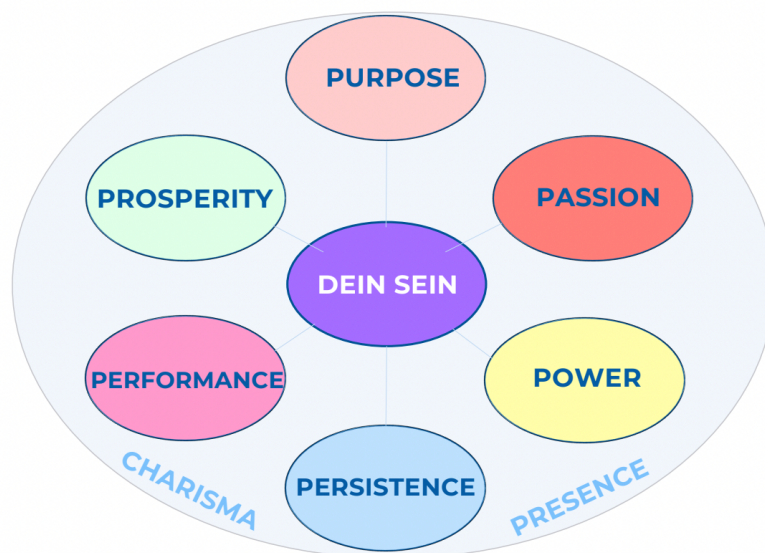 PURPOSE
PROSPERITY
PASSION
DEIN SEIN
PERFORMANCE
POWER
PERSISTENCE
CHARISMA
PRESENCE